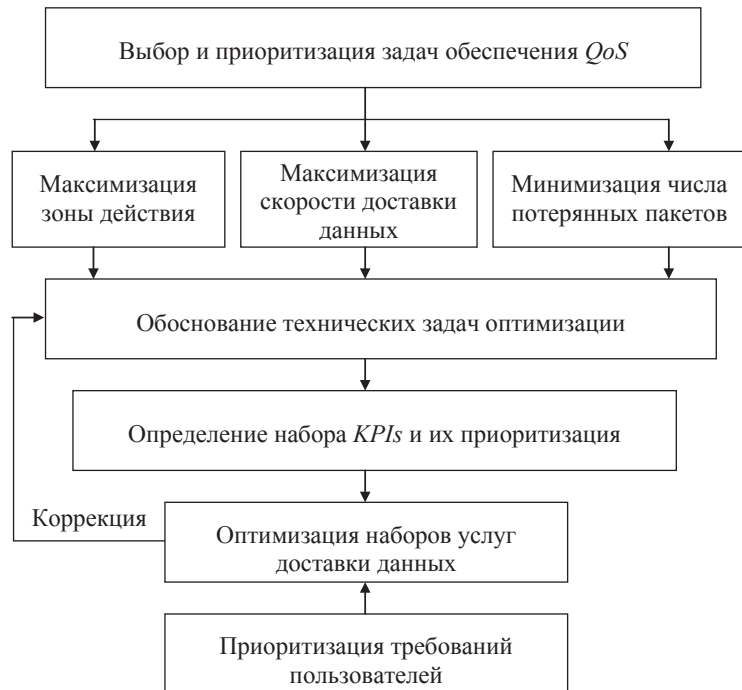 Выбор и приоритизация задач обеспечения QoS
Максимизация
зоны действия
Максимизация
скорости доставки
данных
Минимизация числа
потерянных пакетов
Обоснование технических задач оптимизации
Определение набора KPIs и их приоритизация
Коррекция
Оптимизация наборов услуг
доставки данных
Приоритизация требований
пользователей